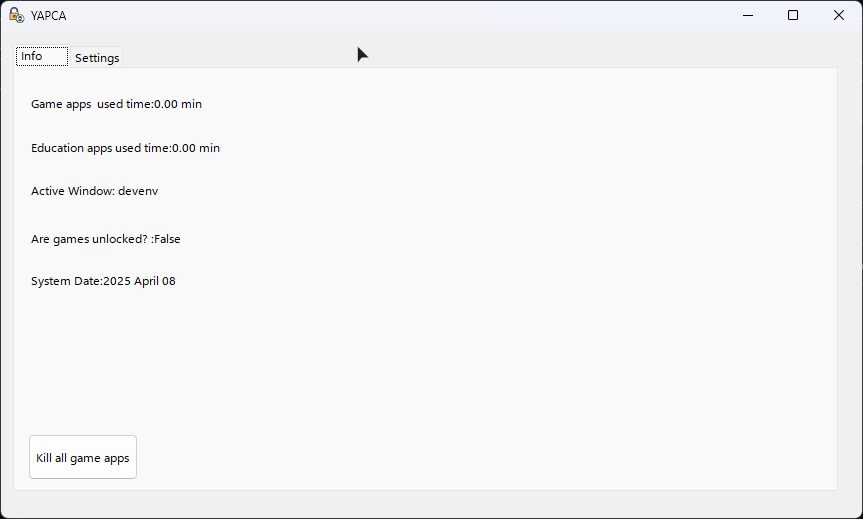 YAPCA
Info
Settings
Game apps  used time:0.00 min
Education apps used time:0.00 min
Active Window: devenv
Are games unlocked? :False
System Date:2025 April 08
Kill all game apps